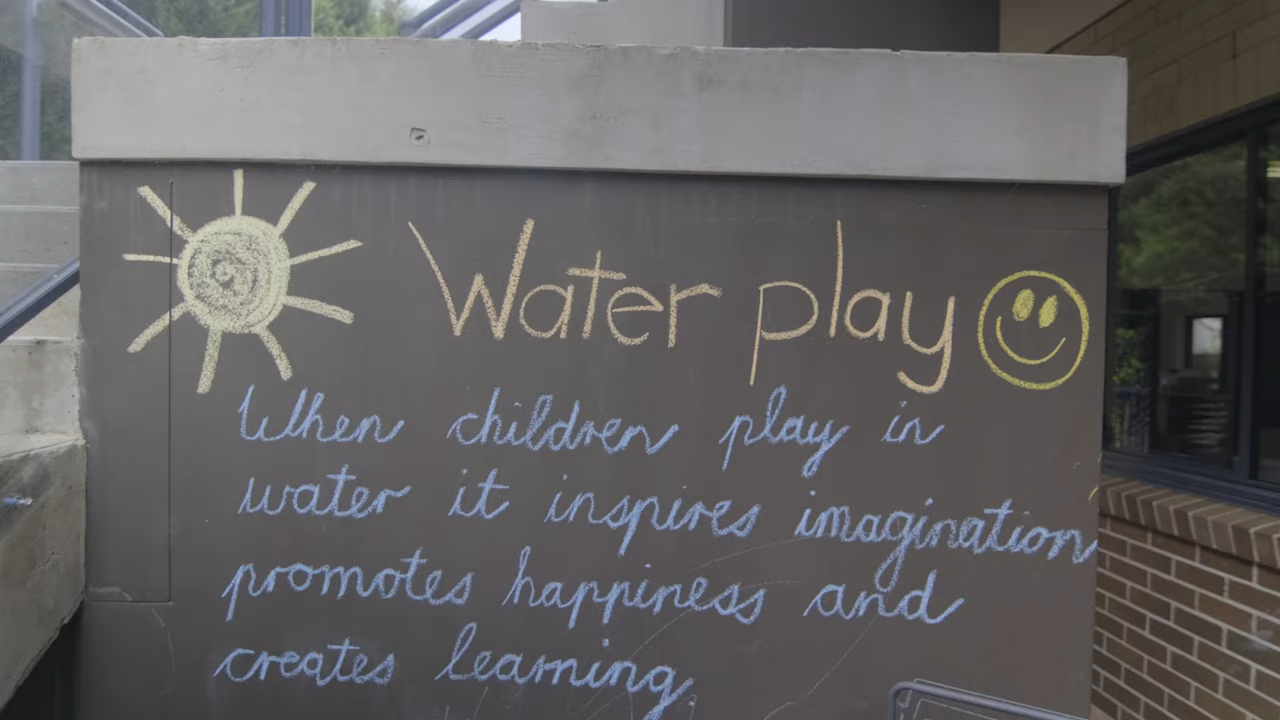 Water play
When children play in
water it inspires imagination
promotes happiness and
creates learning